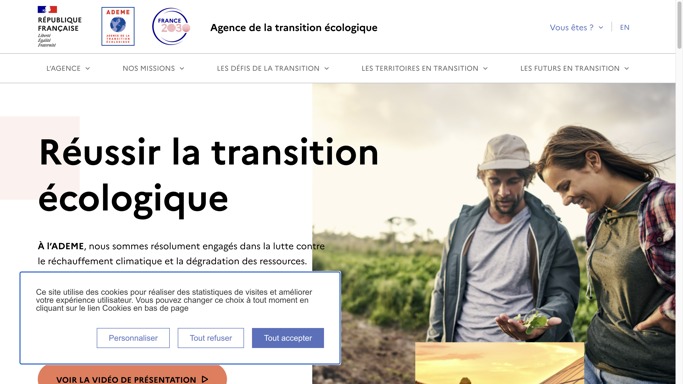 RÉPUBLIQUE
FRANÇAISE
Liberté
Égalité
Fraternité
ADEME
AGENCE DE LA
TRANSITION
ÉCOLOGIQUE
FRANCE
2030
Agence de la transition écologique
Vous êtes ?
EN
L'AGENCE
NOS MISSIONS
LES DÉFIS DE LA TRANSITION
LES TERRITOIRES EN TRANSITION
LES FUTURS EN TRANSITION
Réussir la transition
écologique
À l'ADEME, nous sommes résolument engagés dans la lutte contre
le réchauffement climatique et la dégradation des ressources.
Ce site utilise des cookies pour réaliser des statistiques de visites et améliorer
votre expérience utilisateur. Vous pouvez changer ce choix à tout moment en
cliquant sur le lien Cookies en bas de page
Personnaliser
Tout refuser
Tout accepter
VOIR LA VIDÉO DE PRÉSENTATION